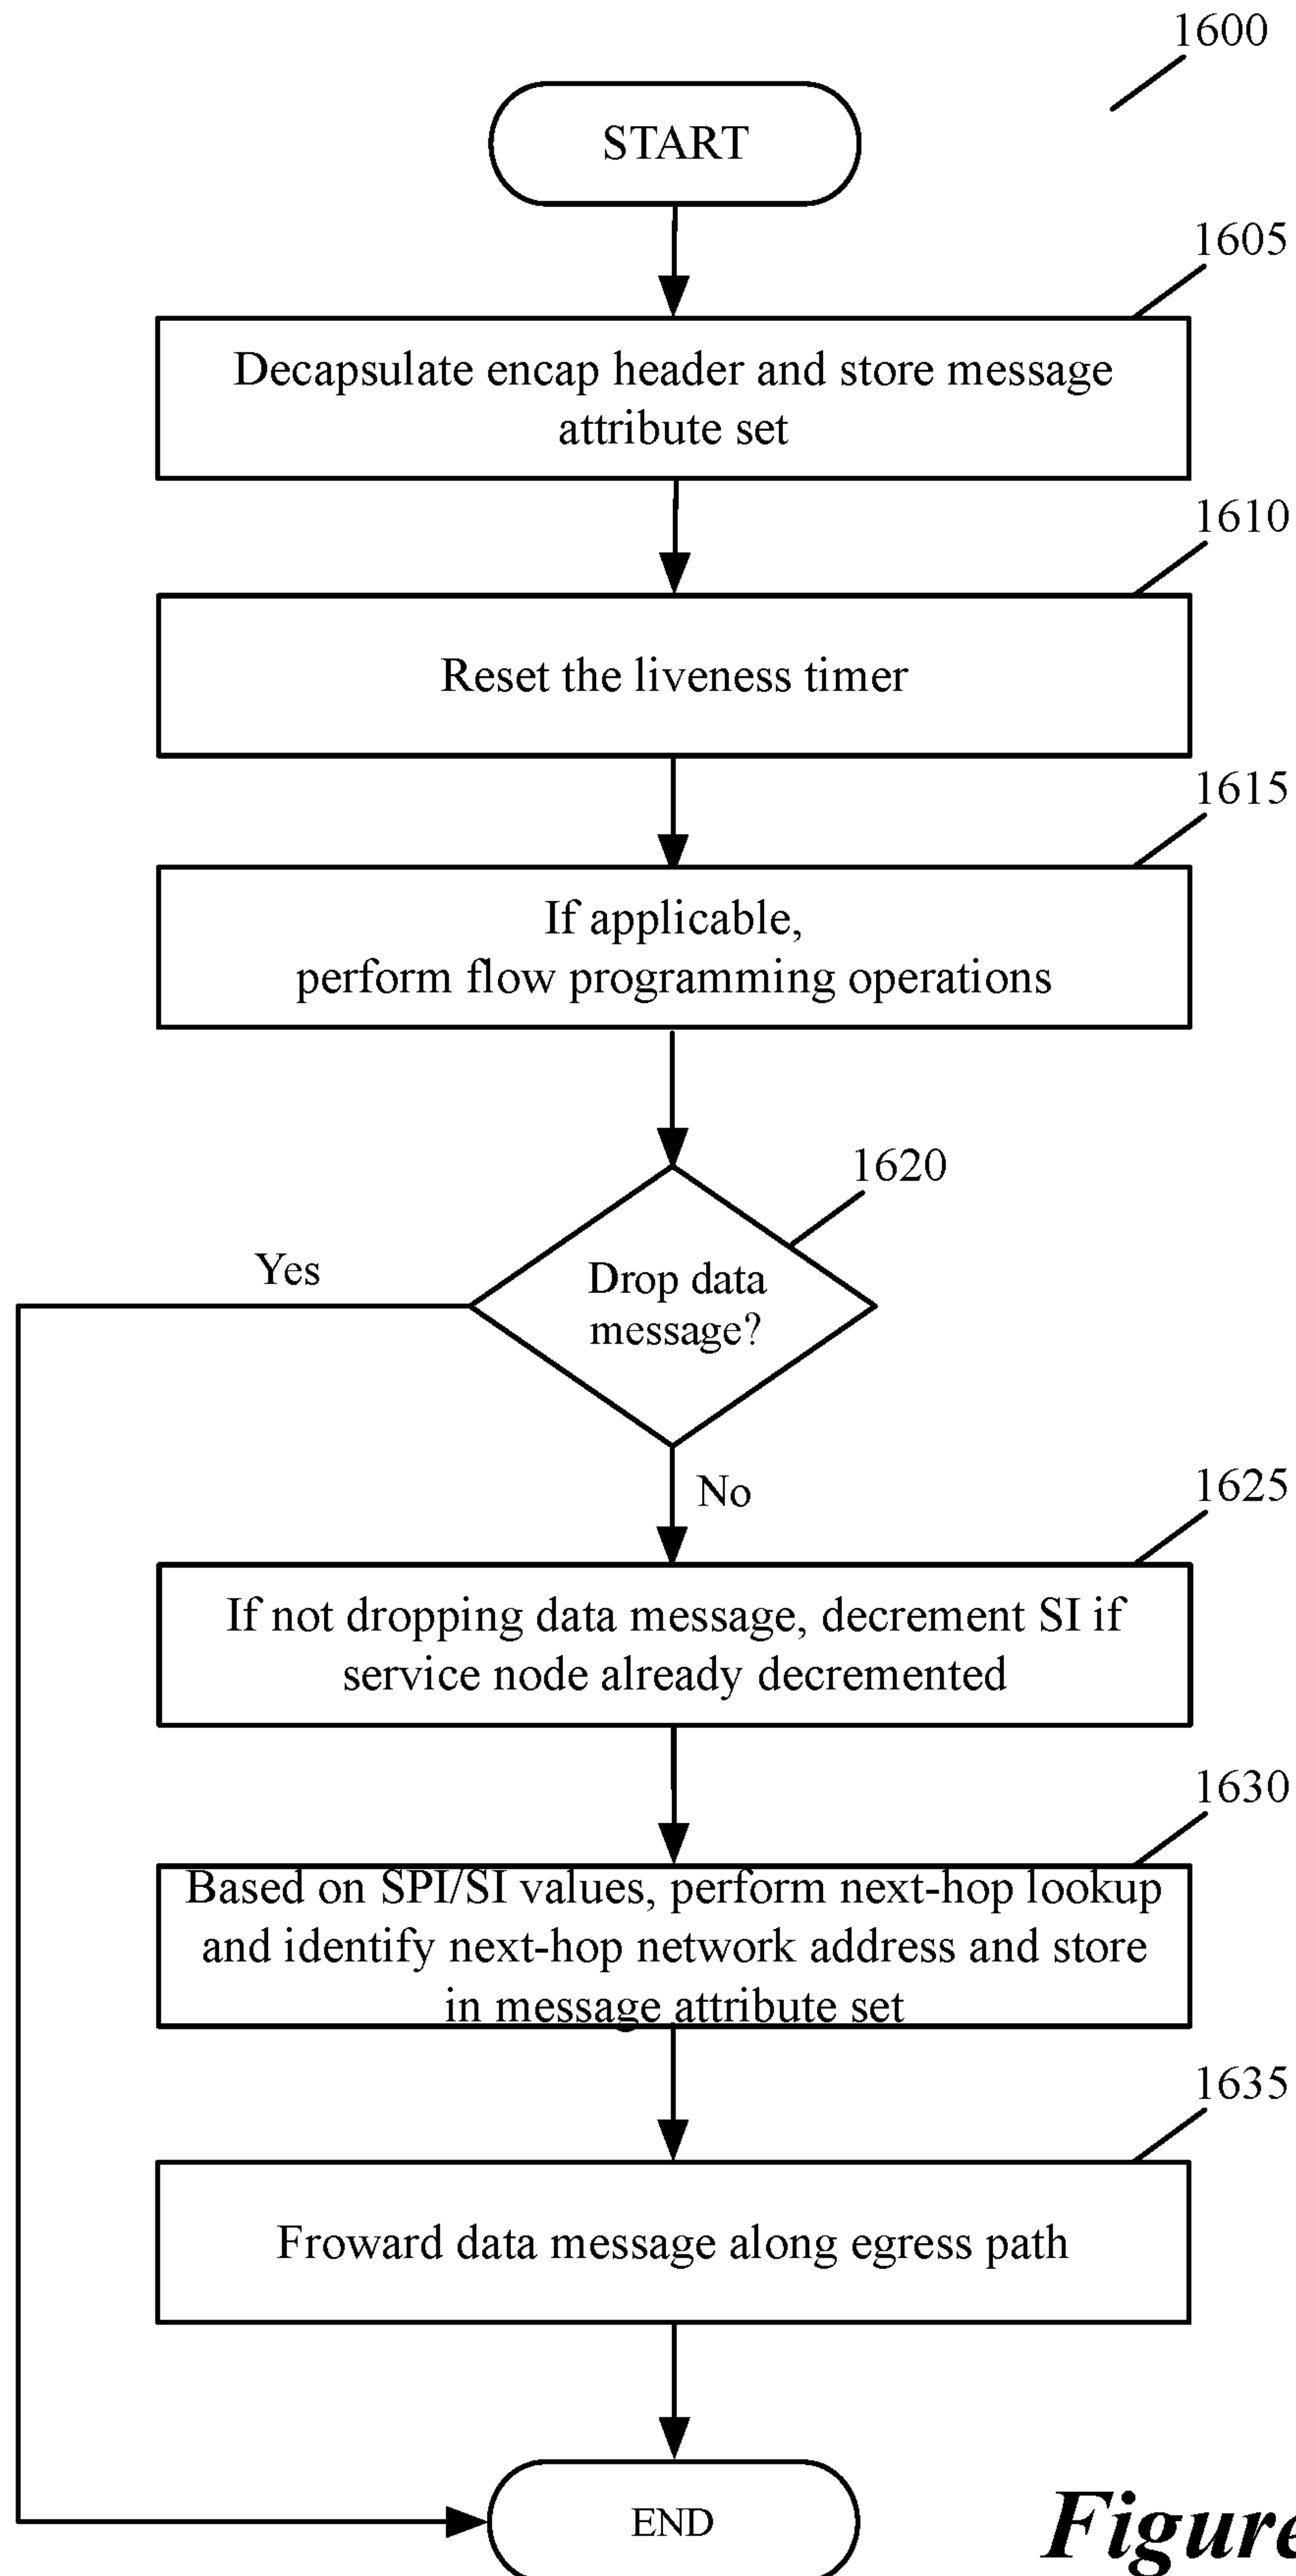 1600
START
1605
Decapsulate encap header and store message
attribute set
1610
Reset the liveness timer
1615
If applicable,
perform flow programming operations
1620
Drop data
message?
Yes
No
1625
If not dropping data message, decrement SI if
service node already decremented
1630
Based on SPI/SI values, perform next-hop lookup
and identify next-hop network address and store
in message attribute set
1635
Froward data message along egress path
END
Figure